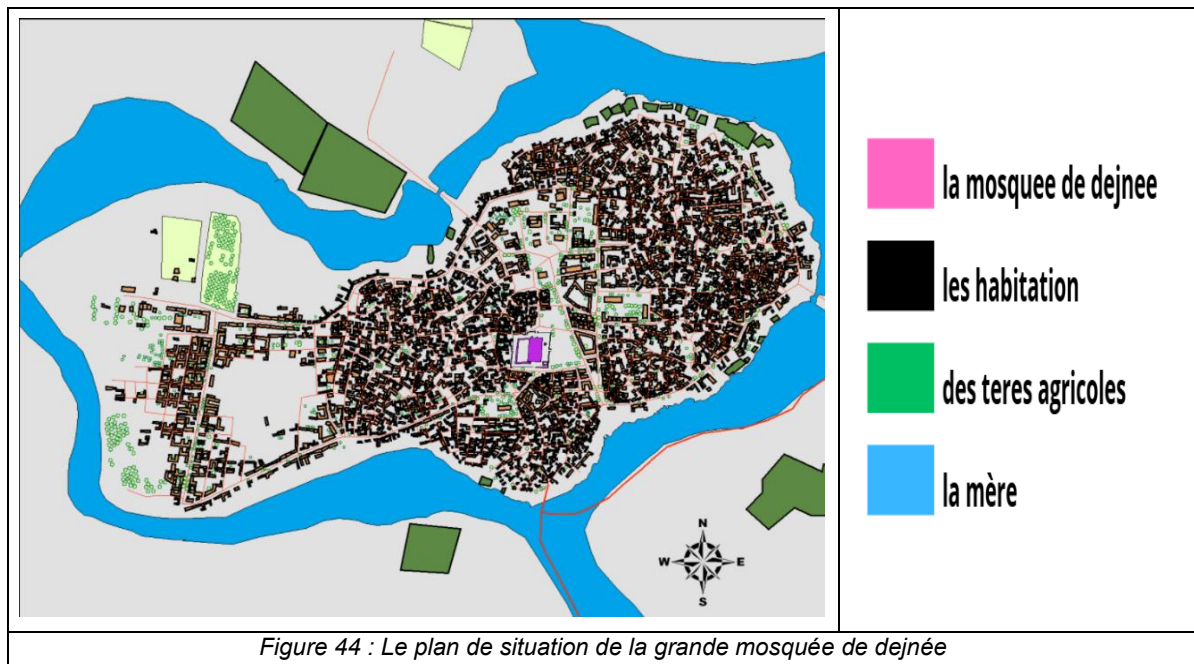 N
W
E
S
la mosquee de dejnee
les habitation
des teres agricoles
la mère
Figure 44 : Le plan de situation de la grande mosquée de dejnée